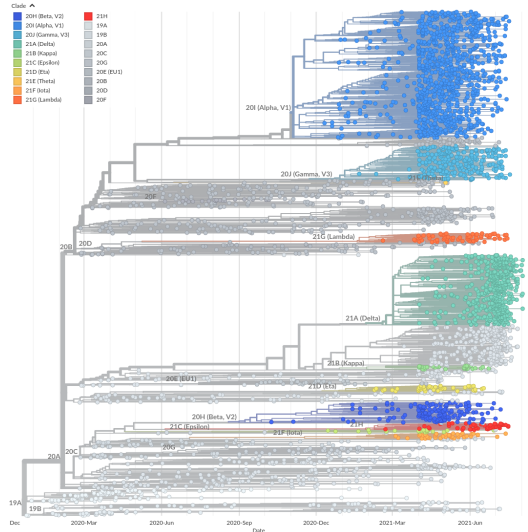 Clade
20H (Beta, V2)
20I (Alpha, V1)
20J (Gamma, V3)
21A (Delta)
21B (Kappa)
21C (Epsilon)
21D (Eta)
21E (Theta)
21F (Iota)
21G (Lambda)
21H
19A
19B
20A
20C
20G
20E (EU1)
20B
20D
20F
20I (Alpha, V1)
20J (Gamma, V3)
21E (Theta)
20F
21G (Lambda)
20B
20D
21A (Delta)
21B (Kappa)
20E (EU1)
21D (Eta)
20H (Beta, V2)
21C (Epsilon)
21H
21F (Iota)
20G
20C
20A
19A
19B
Dec
2020-Mar
2020-Jun
2020-Sep
2020-Dec
2021-Mar
2021-Jun
Date